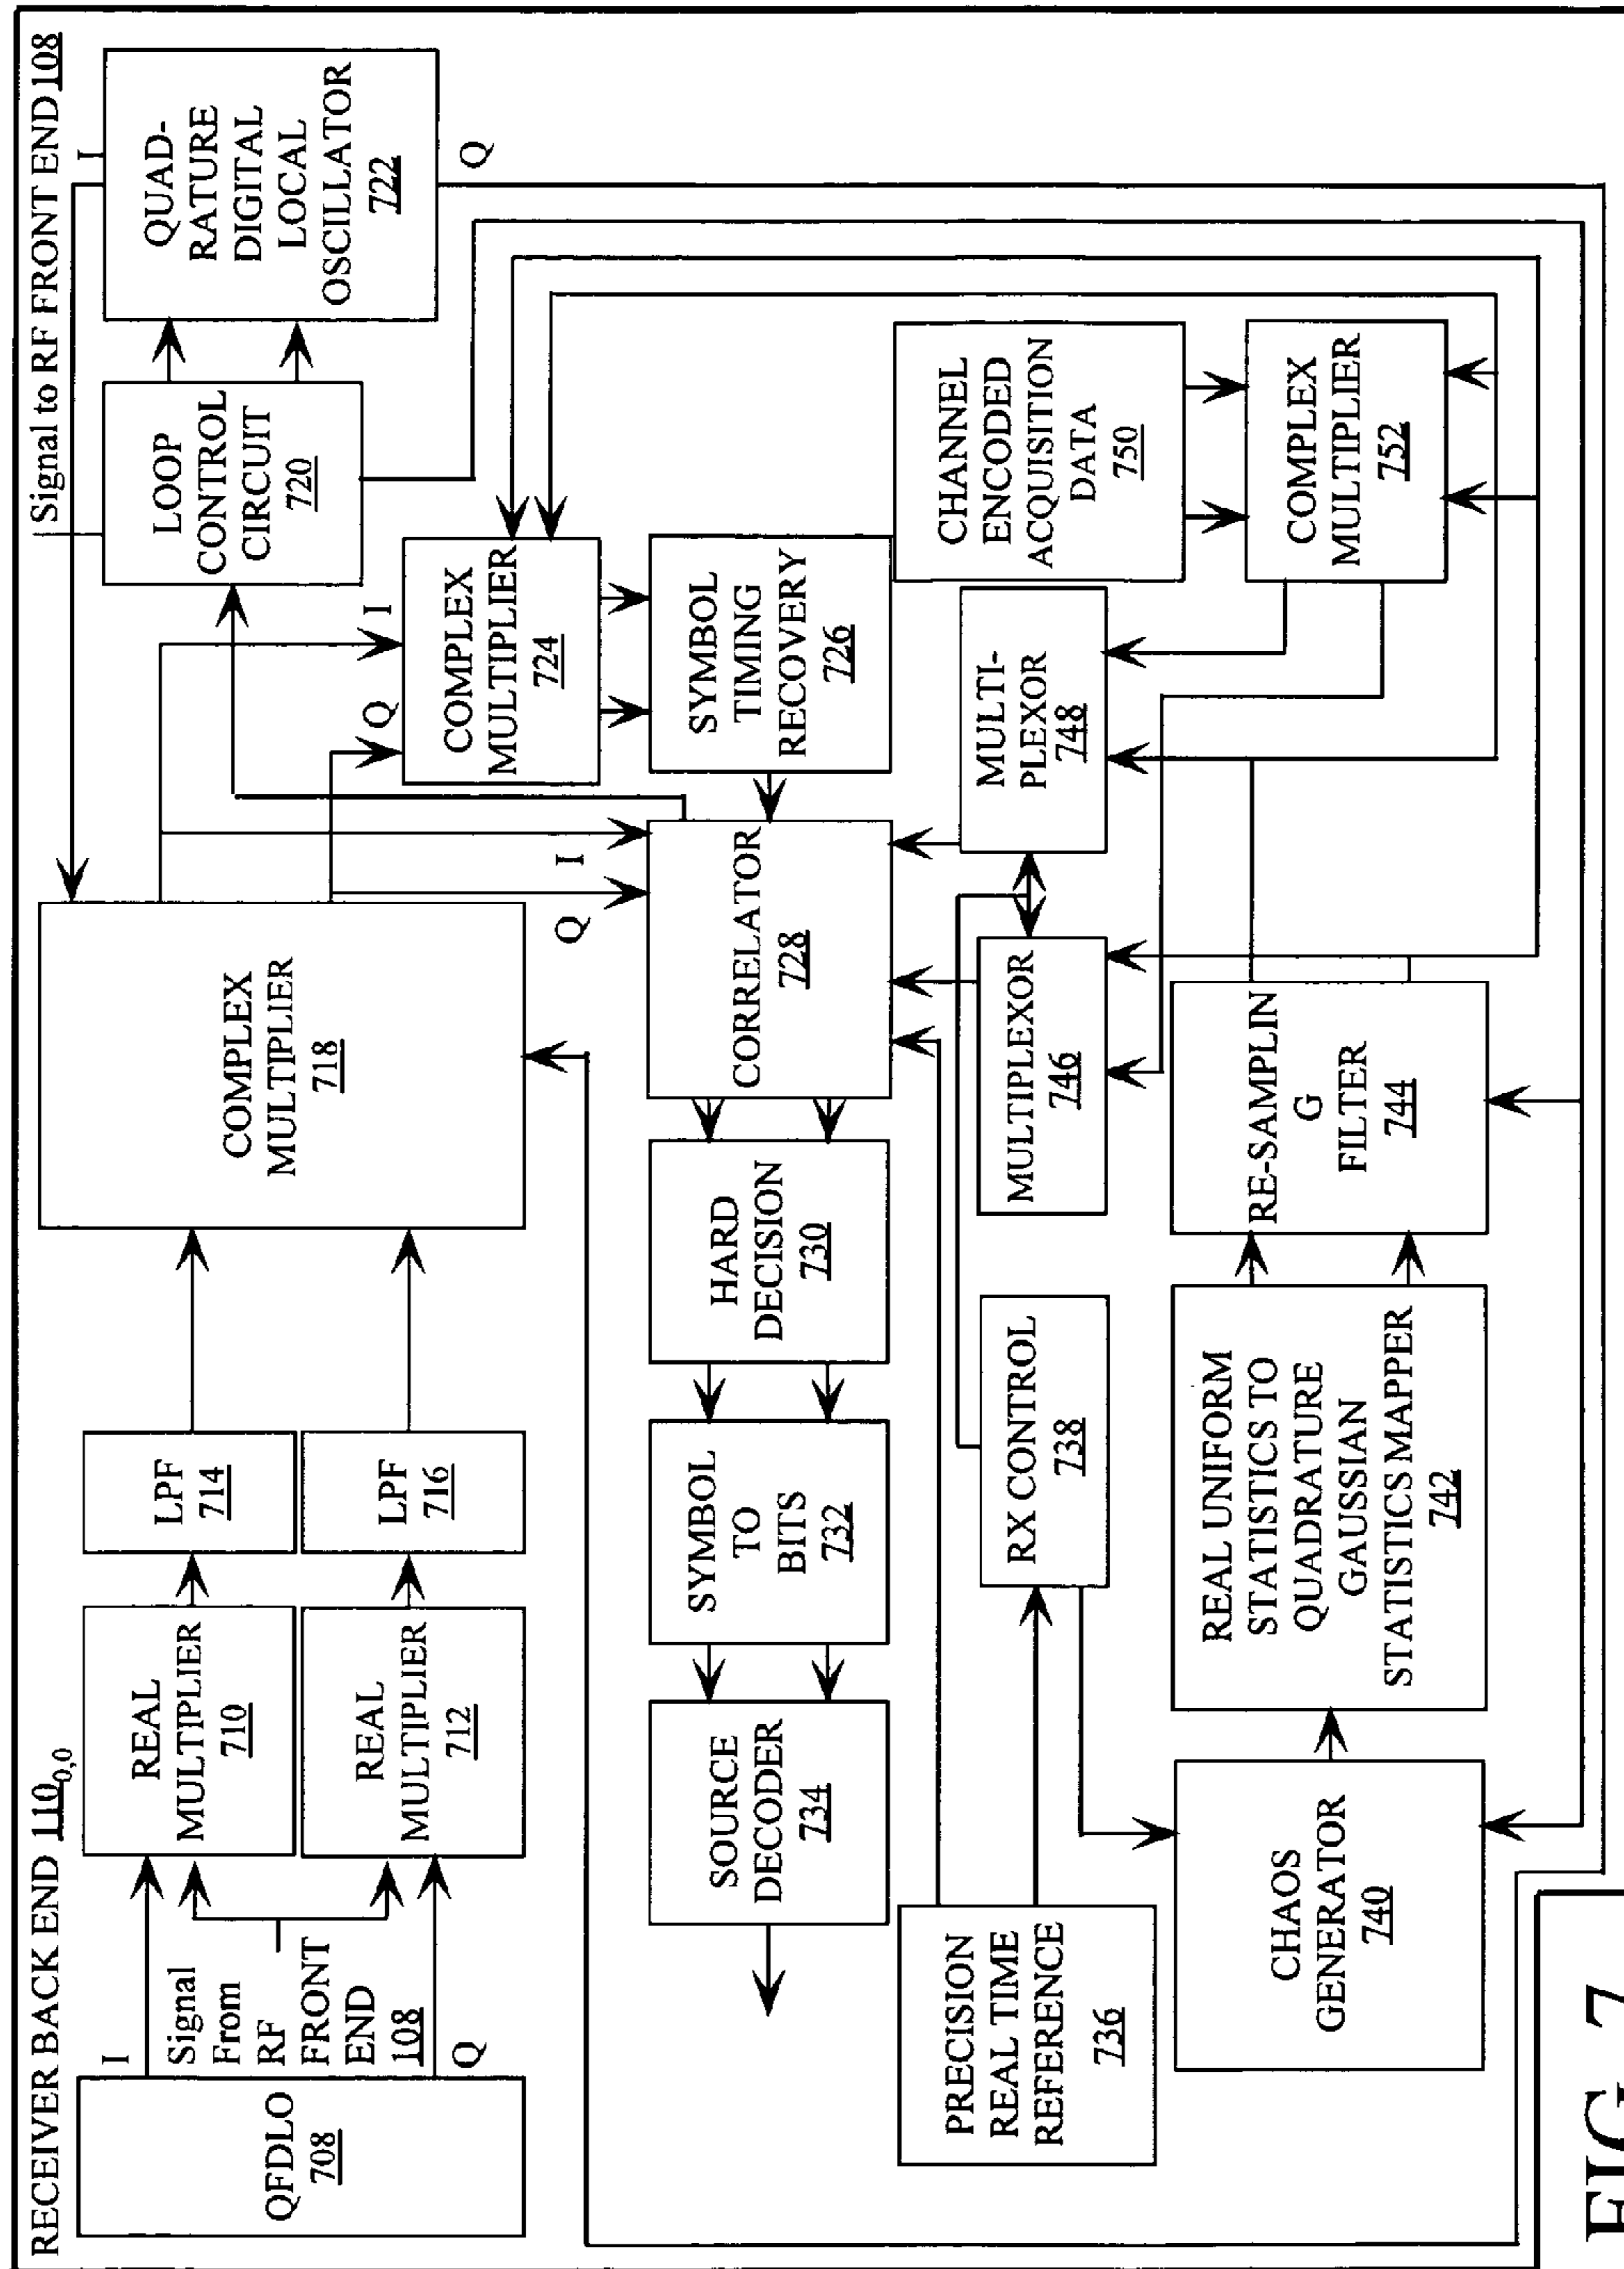 RECEIVER BACK END 110₀,₀
Signal to RF FRONT END 108
QFDLO
708
I
Q
Signal
From
RF
FRONT
END
108
REAL
MULTIPLIER
710
REAL
MULTIPLIER
712
LPF
714
LPF
716
COMPLEX
MULTIPLIER
718
LOOP
CONTROL
CIRCUIT
720
QUAD-
RATURE
DIGITAL
LOCAL
OSCILLATOR
722
I
Q
Q
I
COMPLEX
MULTIPLIER
724
SOURCE
DECODER
734
SYMBOL
TO
BITS
732
HARD
DECISION
730
Q
I
CORRELATOR
728
SYMBOL
TIMING
RECOVERY
726
CHANNEL
ENCODED
ACQUISITION
DATA
750
PRECISION
REAL TIME
REFERENCE
736
RX CONTROL
738
MULTIPLEXOR
746
MULTI-
PLEXOR
748
COMPLEX
MULTIPLIER
752
CHAOS
GENERATOR
740
REAL UNIFORM
STATISTICS TO
QUADRATURE
GAUSSIAN
STATISTICS MAPPER
742
RE-SAMPLIN
G
FILTER
744
FIG. 7